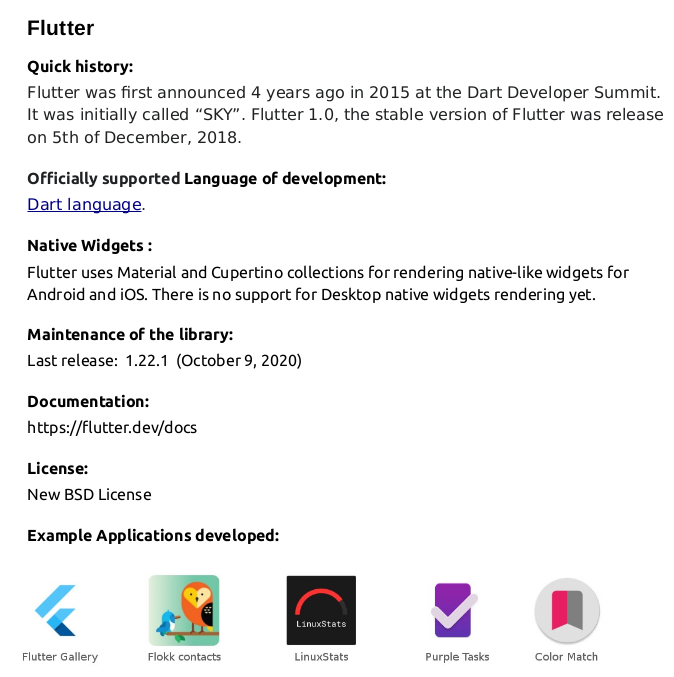 Flutter
Quick history:
Flutter was first announced 4 years ago in 2015 at the Dart Developer Summit.
It was initially called “SKY”. Flutter 1.0, the stable version of Flutter was release
on 5th of December, 2018.
Officially supported Language of development:
Dart language.
Native Widgets :
Flutter uses Material and Cupertino collections for rendering native-like widgets for
Android and iOS. There is no support for Desktop native widgets rendering yet.
Maintenance of the library:
Last release:  1.22.1  (October 9, 2020)
Documentation:
https://flutter.dev/docs
License:
New BSD License
Example Applications developed:
LinuxStats
Flutter Gallery
Flokk contacts
LinuxStats
Purple Tasks
Color Match